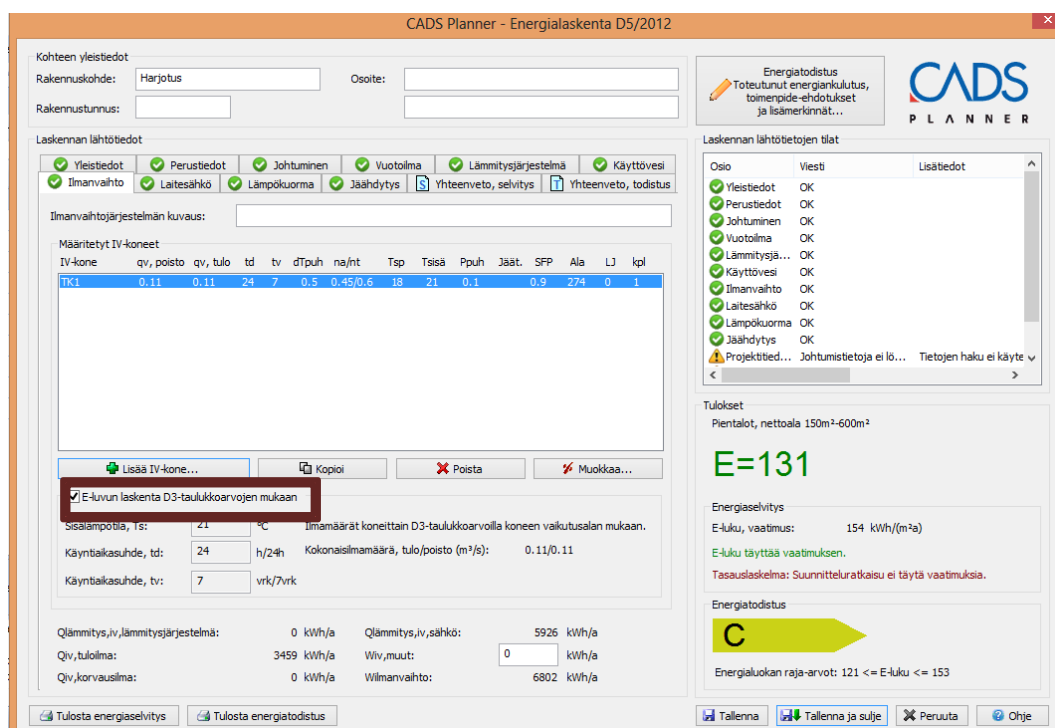 CADS Planner - Energialaskenta D5/2012
Kohteen yleistiedot
Rakennuskohde: Harjotus Osoite:
Rakennustunnus:
Energiatodistus
Toteutunut energiankulutus,
toimenpide-ehdotukset
ja lisämerkinnät...
CADS
PLANNER
Laskennan lähtötiedot
Yleistiedot Perustiedot Johtuminen Vuotoilma Lämmitysjärjestelmä Käyttövesi
Ilmanvaihto Laitesähkö Lämpökuorma Jäähdytys S Yhteenveto, selvitys T Yhteenveto, todistus
Ilmanvaihtojärjestelmän kuvaus:
Määritetyt IV-koneet
IV-kone qv, poisto qv, tulo td tv dTpuh na/nt Tsp Tsisä Ppuh Jäät. SFP Ala LJ kpl
TK1 0.11 0.11 24 7 0.5 0.45/0.6 18 21 0.1 0.9 274 0 1
Lisää IV-kone... Kopioi Poista Muokkaa...
E-luvun laskenta D3-taulukkoarvojen mukaan
Sisälämpötila, Ts: 21 °C Ilmamäärät koneittain D3-taulukkoarvoilla koneen vaikutusalan mukaan.
Käyntiaikasuhde, td: 24 h/24h Kokonaisilmamäärä, tulo/poisto (m³/s): 0.11/0.11
Käyntiaikasuhde, tv: 7 vrk/7vrk
Qlämmitys,iv,lämmitysjärjestelmä: 0 kWh/a Qlämmitys,iv,sähkö: 5926 kWh/a
Qiv,tuloilma: 3459 kWh/a Wiv,muut: 0 kWh/a
Qiv,korvausilma: 0 kWh/a Wilmanvaihto: 6802 kWh/a
Laskennan lähtötietojen tilat
Osio Viesti Lisätiedot
Yleistiedot OK
Perustiedot OK
Johtuminen OK
Vuotoilma OK
Lämmitysjä... OK
Käyttövesi OK
Ilmanvaihto OK
Laitesähkö OK
Lämpökuorma OK
Jäähdytys OK
Projektitied... Johtumistietoja ei lö... Tietojen haku ei käyte
Tulokset
Pientalot, nettoala 150m²-600m²
E=131
Energiaselvitys
E-luku, vaatimus: 154 kWh/(m²a)
E-luku täyttää vaatimuksen.
Tasauslaskelma: Suunnitteluratkaisu ei täytä vaatimuksia.
Energiatodistus
C
Energialuokan raja-arvot: 121 <= E-luku <= 153
Tulosta energiaselvitys Tulosta energiatodistus Tallenna Tallenna ja sulje Peruuta Ohje